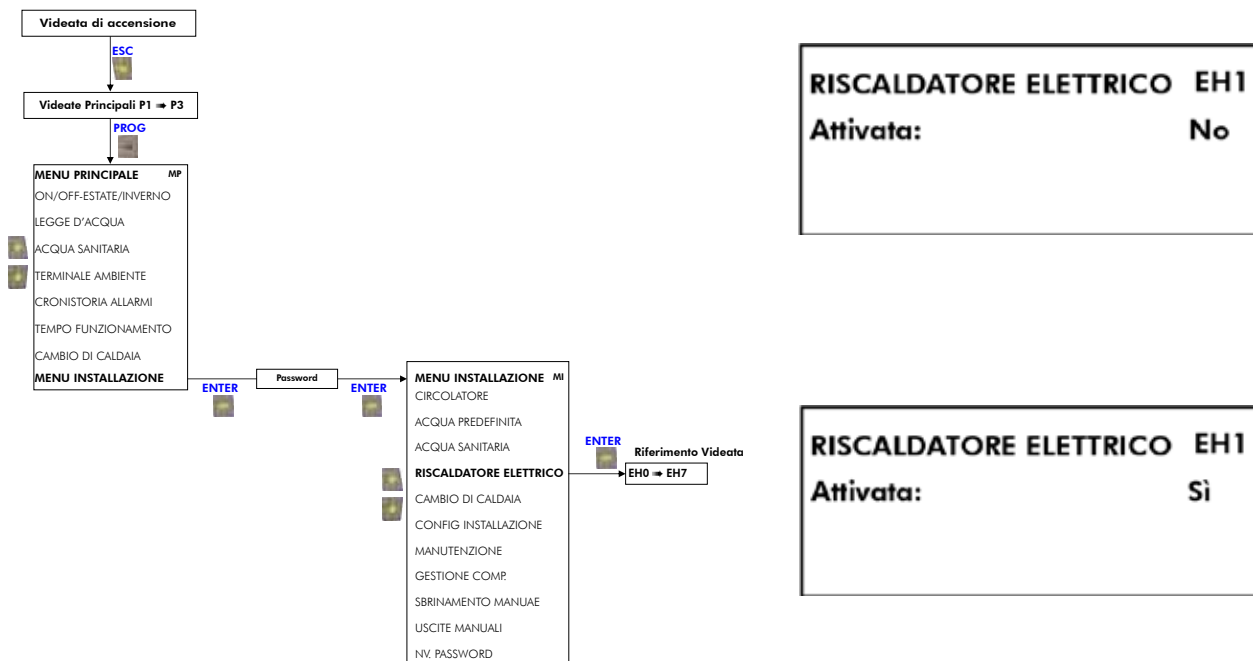 Videata di accensione
ESC
Videate Principali P1 ➠ P3
PROG
MENU PRINCIPALE MP
ON/OFF-ESTATE/INVERNO
LEGGE D'ACQUA
ACQUA SANITARIA
TERMINALE AMBIENTE
CRONISTORIA ALLARMI
TEMPO FUNZIONAMENTO
CAMBIO DI CALDAIA
MENU INSTALLAZIONE
ENTER
Password
ENTER
MENU INSTALLAZIONE MI
CIRCOLATORE
ACQUA PREDEFINITA
ACQUA SANITARIA
RISCALDATORE ELETTRICO
CAMBIO DI CALDAIA
CONFIG INSTALLAZIONE
MANUTENZIONE
GESTIONE COMP.
SBRINAMENTO MANUAE
USCITE MANUALI
NV. PASSWORD
ENTER
Riferimento Videata
EH0 ➠ EH7
RISCALDATORE ELETTRICO EH1
Attivata: No
RISCALDATORE ELETTRICO EH1
Attivata: Sì